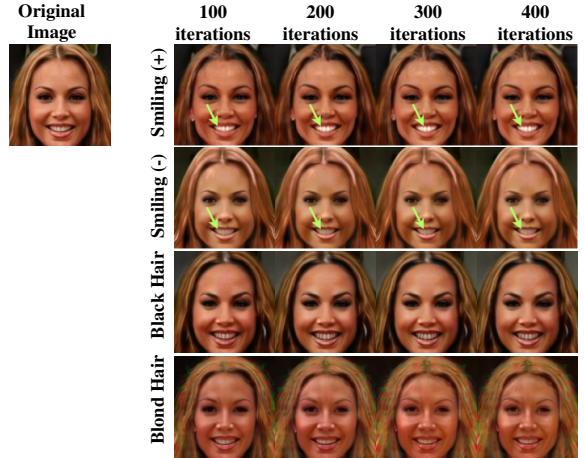 Original
Image
100
iterations
200
iterations
300
iterations
400
iterations
Smiling (+)
Smiling (-)
Black Hair
Blond Hair